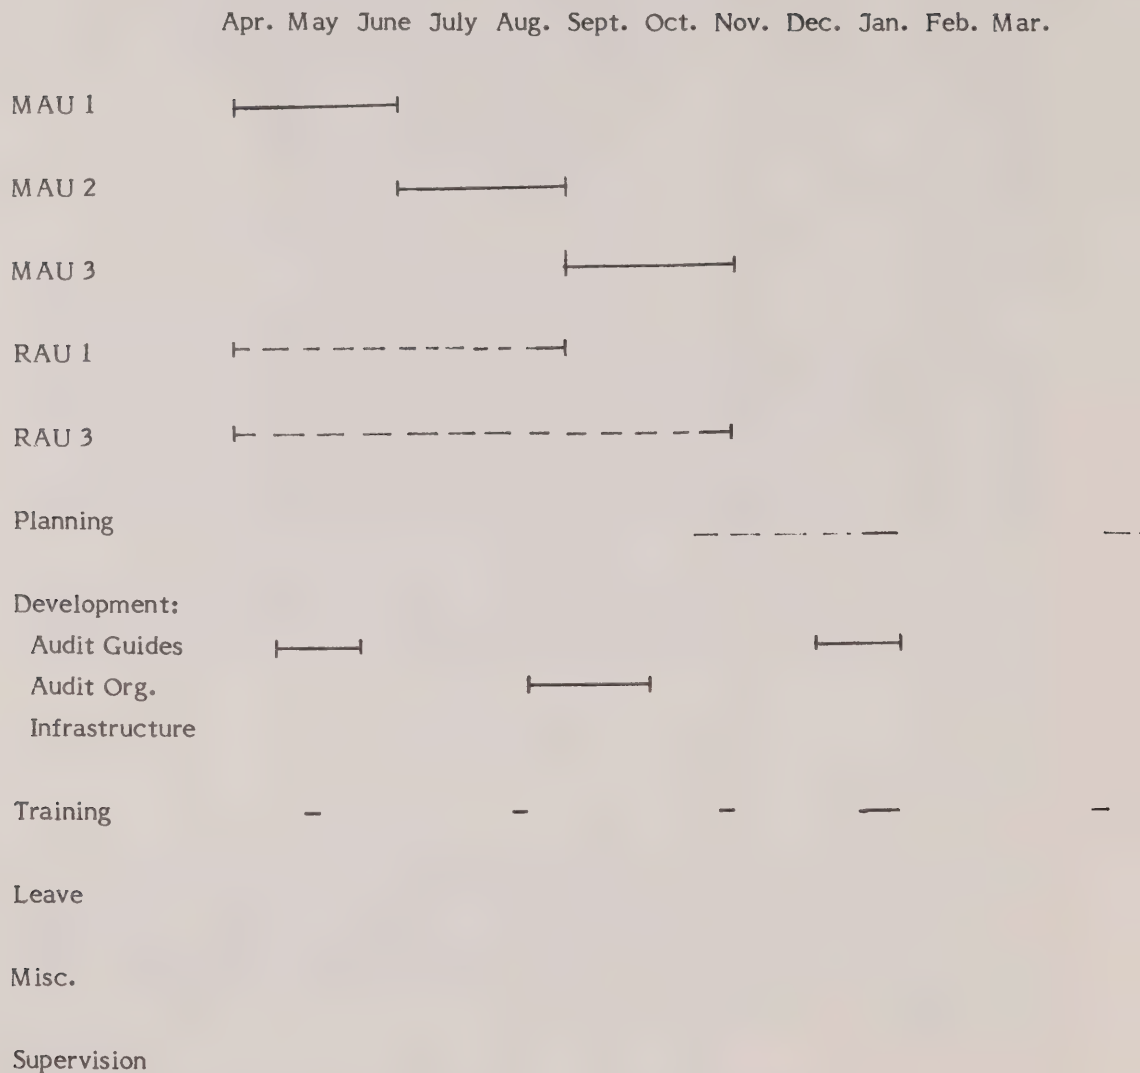 Apr. May June July Aug. Sept. Oct. Nov. Dec. Jan. Feb. Mar.
MAU 1
MAU 2
MAU 3
RAU 1
RAU 3
Planning
Development:
Audit Guides
Audit Org.
Infrastructure
Training
Leave
Misc.
Supervision